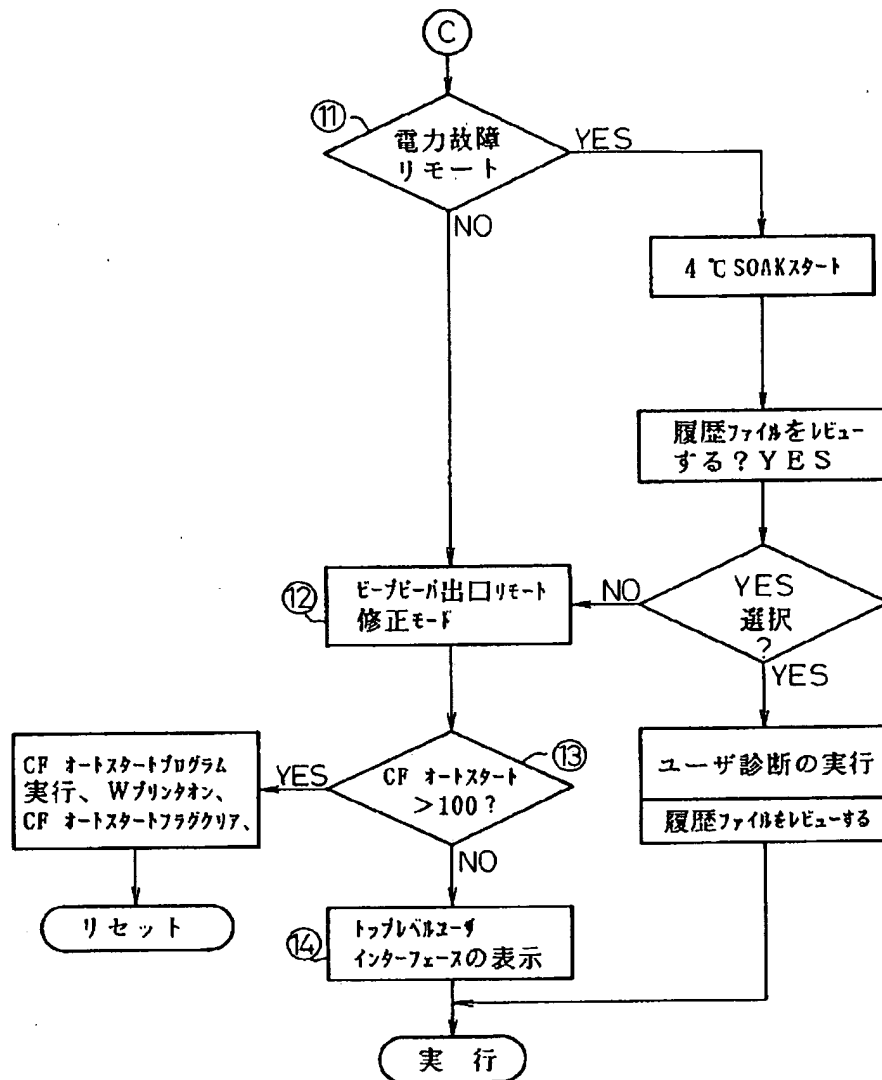 C
⑪
電力故障
リモート
YES
NO
4 ℃ SOAKスタート
履歴ファイルをレビュー
する？YES
⑫
ビープビーバ出口リモート
修正モード
NO
YES
選択
?
YES
CF オートスタートプログラム
実行、Wプリンタオン、
CF オートスタートフラグクリア、
YES
⑬
CF オートスタート
>100?
NO
ユーザ診断の実行
履歴ファイルをレビューする
リセット
⑭
トップレベルユーザ
インターフェースの表示
実行